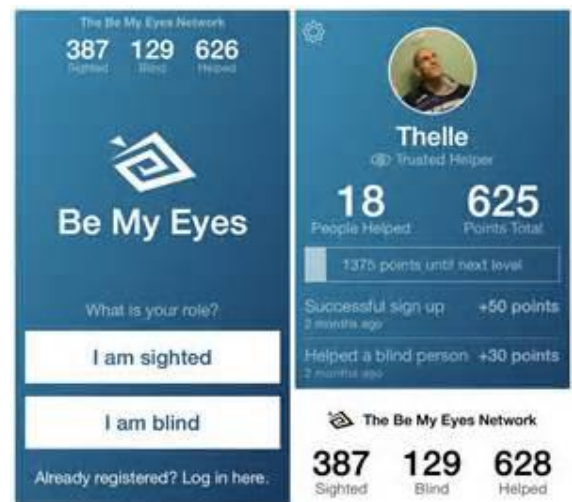 The Be My Eyes Network
387 129 626
Sighted Blind Helped
Be My Eyes
What is your role?
I am sighted
I am blind
Already registered? Log in here.
Thelle
Trusted Helper
18 625
People Helped Points Total
1375 points until next level
Successful sign up +50 points
2 months ago
Helped a blind person +30 points
2 months ago
The Be My Eyes Network
387 129 628
Sighted Blind Helped